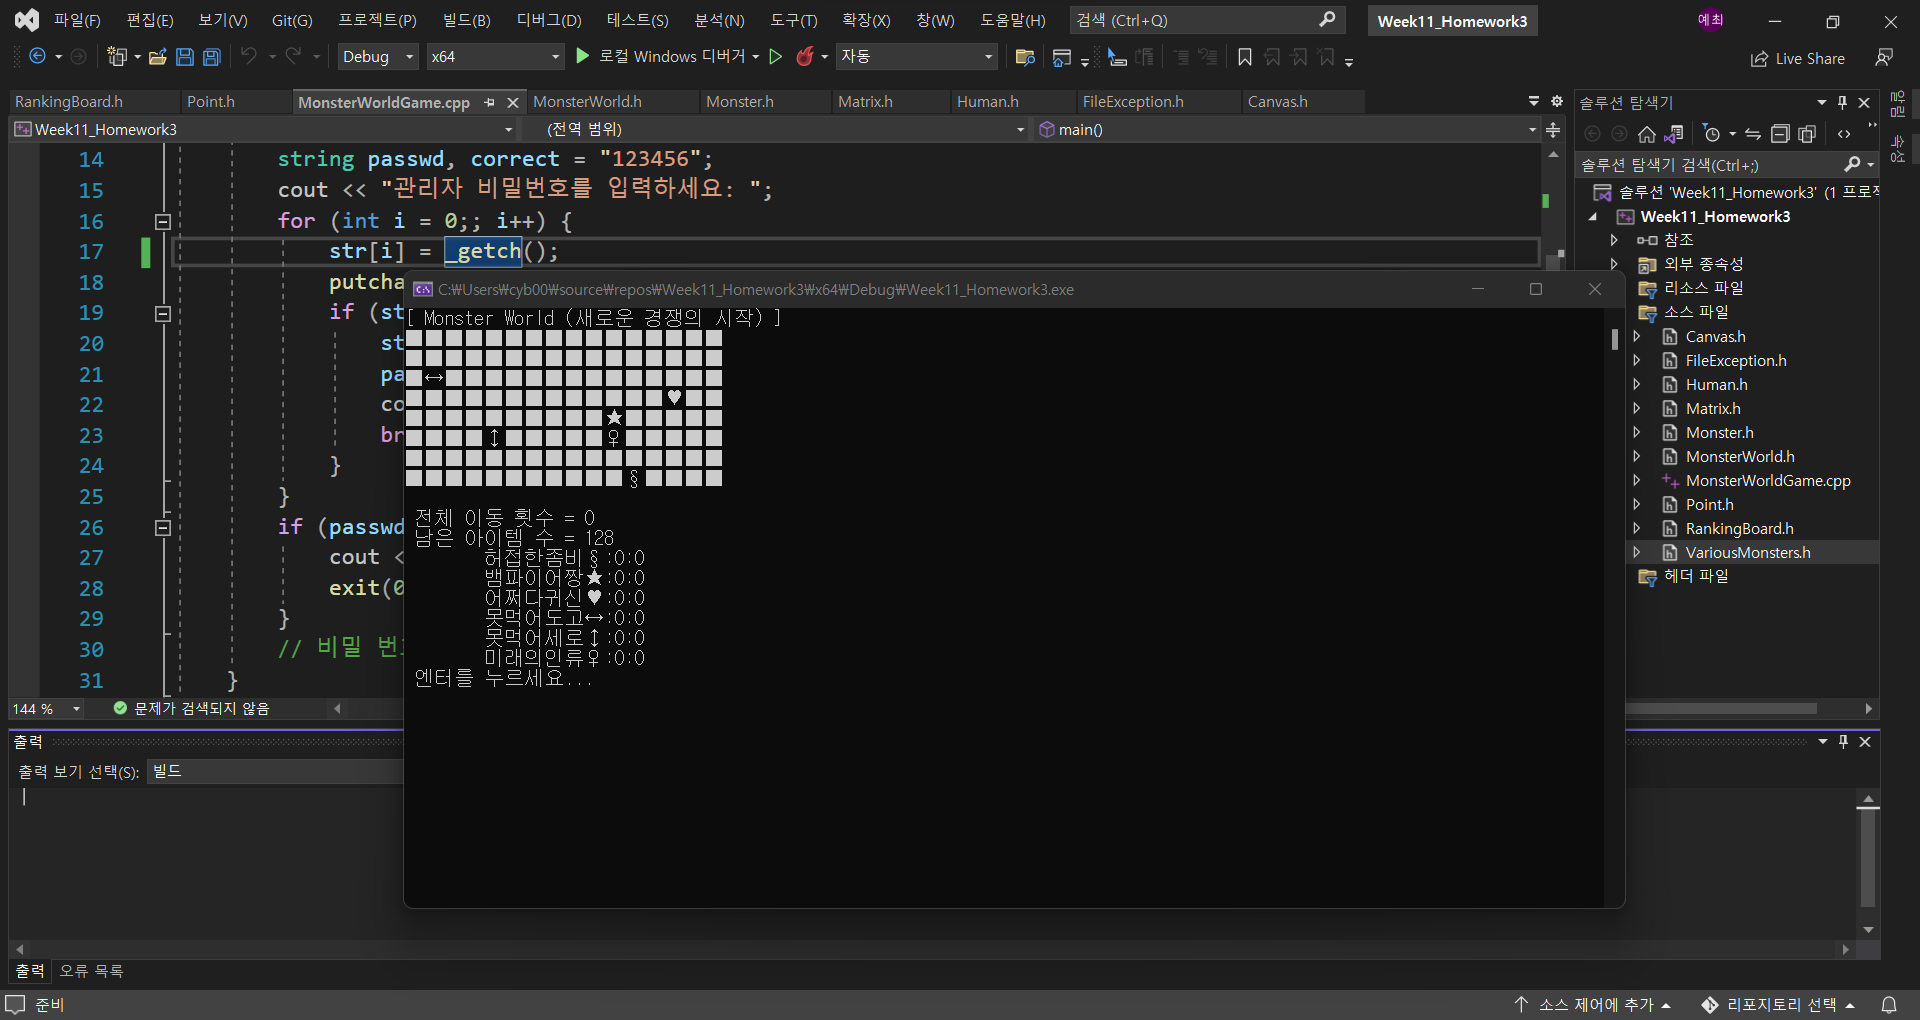 파일(F) 편집(E) 보기(V) Git(G) 프로젝트(P) 빌드(B) 디버그(D) 테스트(S) 분석(N) 도구(T) 확장(X) 창(W) 도움말(H) 검색 (Ctrl+Q) Week11_Homework3 예최
Debug x64 로컬 Windows 디버거 자동 Live Share
RankingBoard.h Point.h MonsterWorldGame.cpp MonsterWorld.h Monster.h Matrix.h Human.h FileException.h Canvas.h
Week11_Homework3 (전역 범위) main()
14 string passwd, correct = "123456";
15 cout << "관리자 비밀번호를 입력하세요: ";
16 for (int i = 0;; i++) {
17 str[i] = _getch();
18 putcha
19 if (st
20 st
21 pa
22 co
23 br
24 }
25 }
26 if (passwd
27 cout <
28 exit(0
29 }
30 // 비밀 번
31 }
144 % 문제가 검색되지 않음
C:₩Users₩cyb00₩source₩repos₩Week11_Homework3₩x64₩Debug₩Week11_Homework3.exe
[ Monster World (새로운 경쟁의 시작) ]
■■■■■■■■■■■■■■■■
■■■■■■■■■■■■■■■■
■↔■■■■■■■■■■■■■■
■■■■■■■■■■■■■♥■■
■■■■■■■■■■★■■■■■
■■■■↕■■■■■♀■■■■■
■■■■■■■■■■■■■■■■
■■■■■■■■■■■§■■■■
전체 이동 횟수 = 0
남은 아이템 수 = 128
허접한좀비§:0:0
뱀파이어짱★:0:0
어쩌다귀신♥:0:0
못먹어도고↔:0:0
못먹어세로↕:0:0
미래의인류♀:0:0
엔터를 누르세요...
솔루션 탐색기
솔루션 탐색기 검색(Ctrl+;)
솔루션 'Week11_Homework3' (1 프로젝
Week11_Homework3
참조
외부 종속성
리소스 파일
소스 파일
Canvas.h
FileException.h
Human.h
Matrix.h
Monster.h
MonsterWorld.h
MonsterWorldGame.cpp
Point.h
RankingBoard.h
VariousMonsters.h
헤더 파일
알림
속성
출력
출력 보기 선택(S): 빌드
출력 오류 목록
준비 소스 제어에 추가 리포지토리 선택